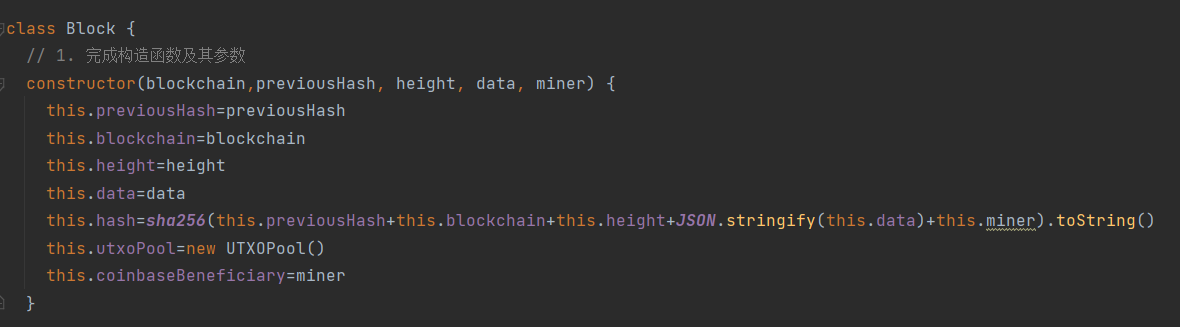 class Block {
// 1. 完成构造函数及其参数
constructor(blockchain,previousHash, height, data, miner) {
this.previousHash=previousHash
this.blockchain=blockchain
this.height=height
this.data=data
this.hash=sha256(this.previousHash+this.blockchain+this.height+JSON.stringify(this.data)+this.miner).toString()
this.utxoPool=new UTXOPool()
this.coinbaseBeneficiary=miner
}